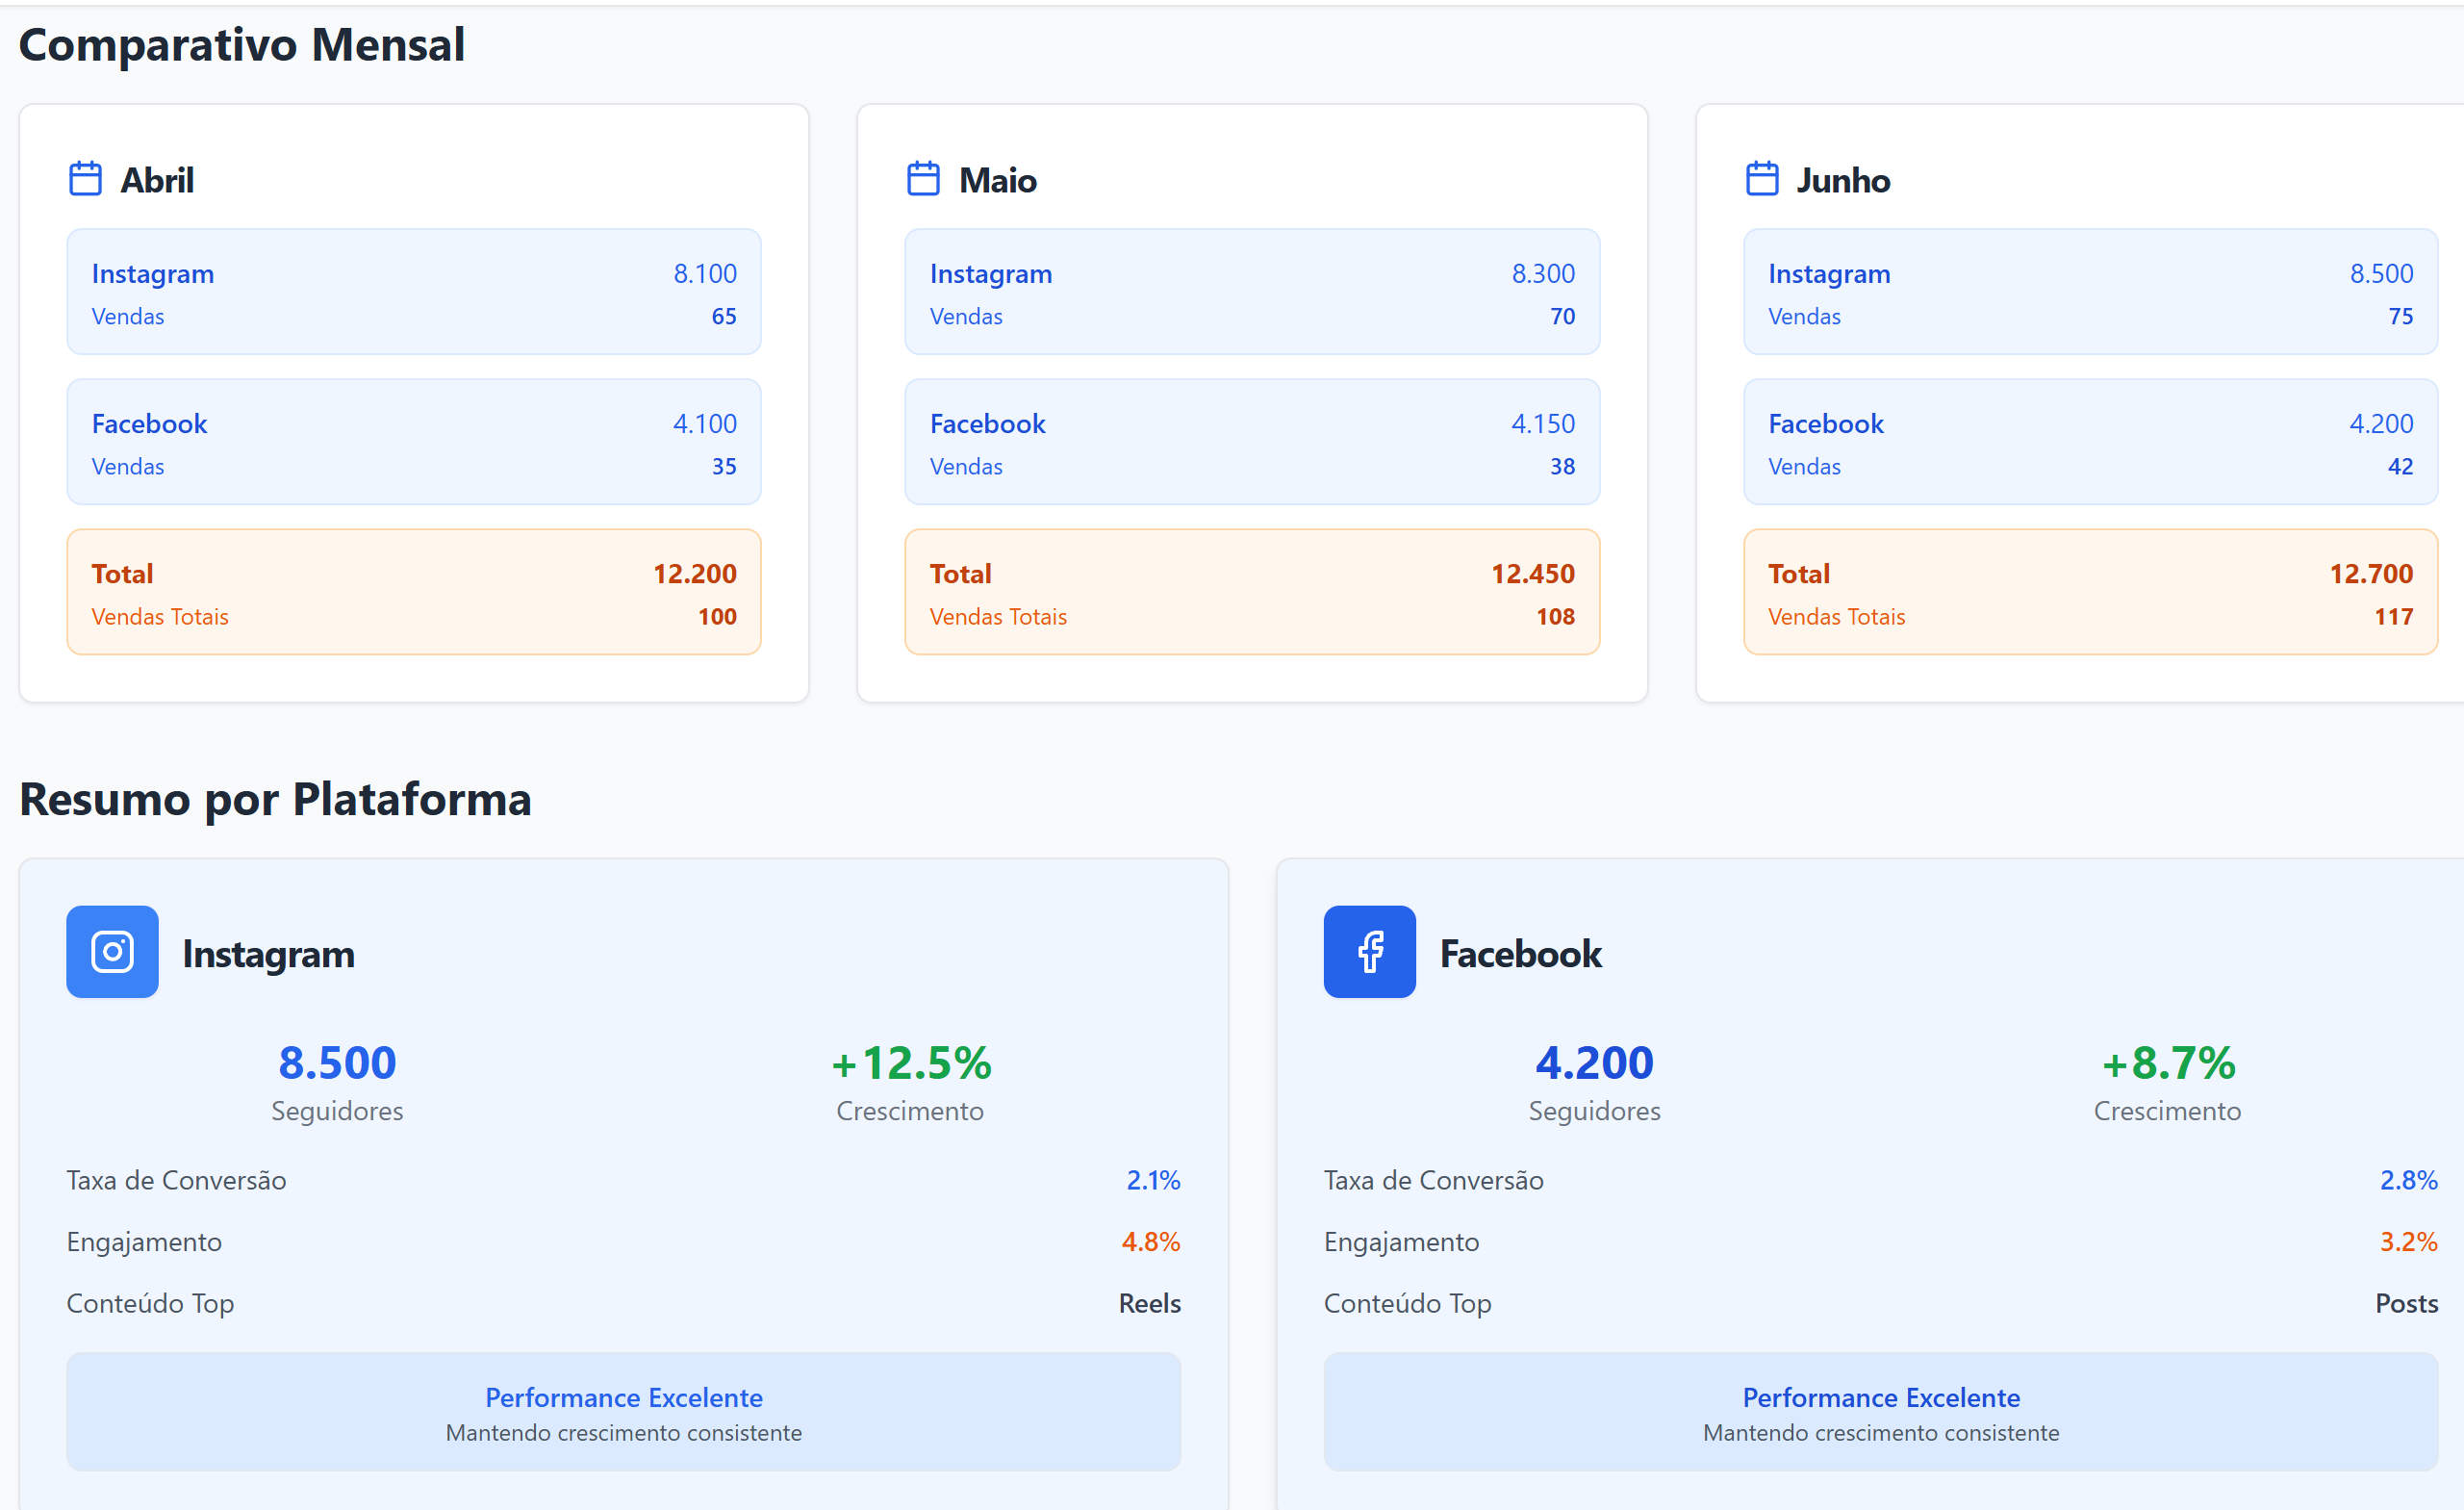 Comparativo Mensal
Abril
Instagram 8.100
Vendas 65
Facebook 4.100
Vendas 35
Total 12.200
Vendas Totais 100
Maio
Instagram 8.300
Vendas 70
Facebook 4.150
Vendas 38
Total 12.450
Vendas Totais 108
Junho
Instagram 8.500
Vendas 75
Facebook 4.200
Vendas 42
Total 12.700
Vendas Totais 117
Resumo por Plataforma
Instagram
8.500 +12.5%
Seguidores Crescimento
Taxa de Conversão 2.1%
Engajamento 4.8%
Conteúdo Top Reels
Performance Excelente
Mantendo crescimento consistente
Facebook
4.200 +8.7%
Seguidores Crescimento
Taxa de Conversão 2.8%
Engajamento 3.2%
Conteúdo Top Posts
Performance Excelente
Mantendo crescimento consistente